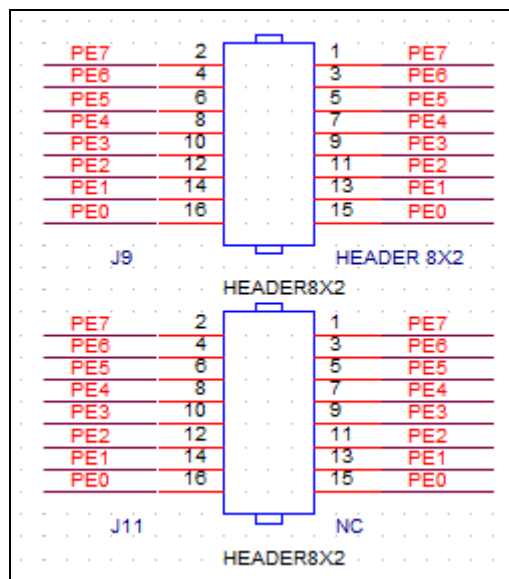 PE7 2 1 PE7
PE6 4 3 PE6
PE5 6 5 PE5
PE4 8 7 PE4
PE3 10 9 PE3
PE2 12 11 PE2
PE1 14 13 PE1
PE0 16 15 PE0
J9 HEADER 8X2
HEADER8X2
PE7 2 1 PE7
PE6 4 3 PE6
PE5 6 5 PE5
PE4 8 7 PE4
PE3 10 9 PE3
PE2 12 11 PE2
PE1 14 13 PE1
PE0 16 15 PE0
J11 NC
HEADER8X2